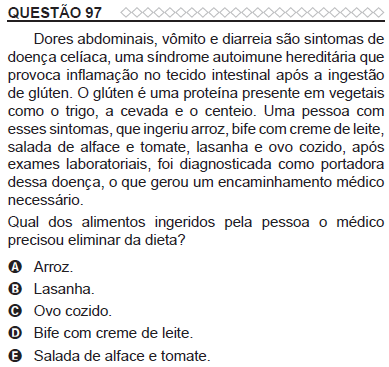 QUESTÃO 97
Dores abdominais, vômito e diarreia são sintomas de
doença celíaca, uma síndrome autoimune hereditária que
provoca inflamação no tecido intestinal após a ingestão
de glúten. O glúten é uma proteína presente em vegetais
como o trigo, a cevada e o centeio. Uma pessoa com
esses sintomas, que ingeriu arroz, bife com creme de leite,
salada de alface e tomate, lasanha e ovo cozido, após
exames laboratoriais, foi diagnosticada como portadora
dessa doença, o que gerou um encaminhamento médico
necessário.
Qual dos alimentos ingeridos pela pessoa o médico
precisou eliminar da dieta?
A Arroz.
B Lasanha.
C Ovo cozido.
D Bife com creme de leite.
E Salada de alface e tomate.